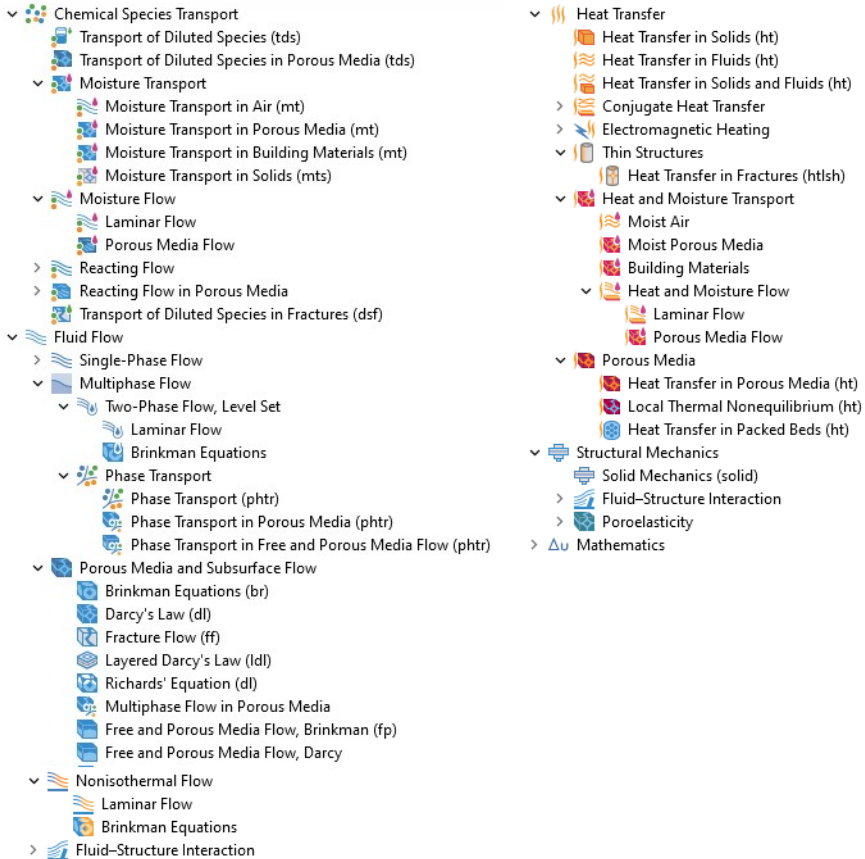 Chemical Species Transport
Transport of Diluted Species (tds)
Transport of Diluted Species in Porous Media (tds)
Moisture Transport
Moisture Transport in Air (mt)
Moisture Transport in Porous Media (mt)
Moisture Transport in Building Materials (mt)
Moisture Transport in Solids (mts)
Moisture Flow
Laminar Flow
Porous Media Flow
Reacting Flow
Reacting Flow in Porous Media
Transport of Diluted Species in Fractures (dsf)
Fluid Flow
Single-Phase Flow
Multiphase Flow
Two-Phase Flow, Level Set
Laminar Flow
Brinkman Equations
Phase Transport
Phase Transport (phtr)
Phase Transport in Porous Media (phtr)
Phase Transport in Free and Porous Media Flow (phtr)
Porous Media and Subsurface Flow
Brinkman Equations (br)
Darcy's Law (dl)
Fracture Flow (ff)
Layered Darcy's Law (ldl)
Richards' Equation (dl)
Multiphase Flow in Porous Media
Free and Porous Media Flow, Brinkman (fp)
Free and Porous Media Flow, Darcy
Nonisothermal Flow
Laminar Flow
Brinkman Equations
Fluid–Structure Interaction
Heat Transfer
Heat Transfer in Solids (ht)
Heat Transfer in Fluids (ht)
Heat Transfer in Solids and Fluids (ht)
Conjugate Heat Transfer
Electromagnetic Heating
Thin Structures
Heat Transfer in Fractures (htlsh)
Heat and Moisture Transport
Moist Air
Moist Porous Media
Building Materials
Heat and Moisture Flow
Laminar Flow
Porous Media Flow
Porous Media
Heat Transfer in Porous Media (ht)
Local Thermal Nonequilibrium (ht)
Heat Transfer in Packed Beds (ht)
Structural Mechanics
Solid Mechanics (solid)
Fluid–Structure Interaction
Poroelasticity
Δu Mathematics